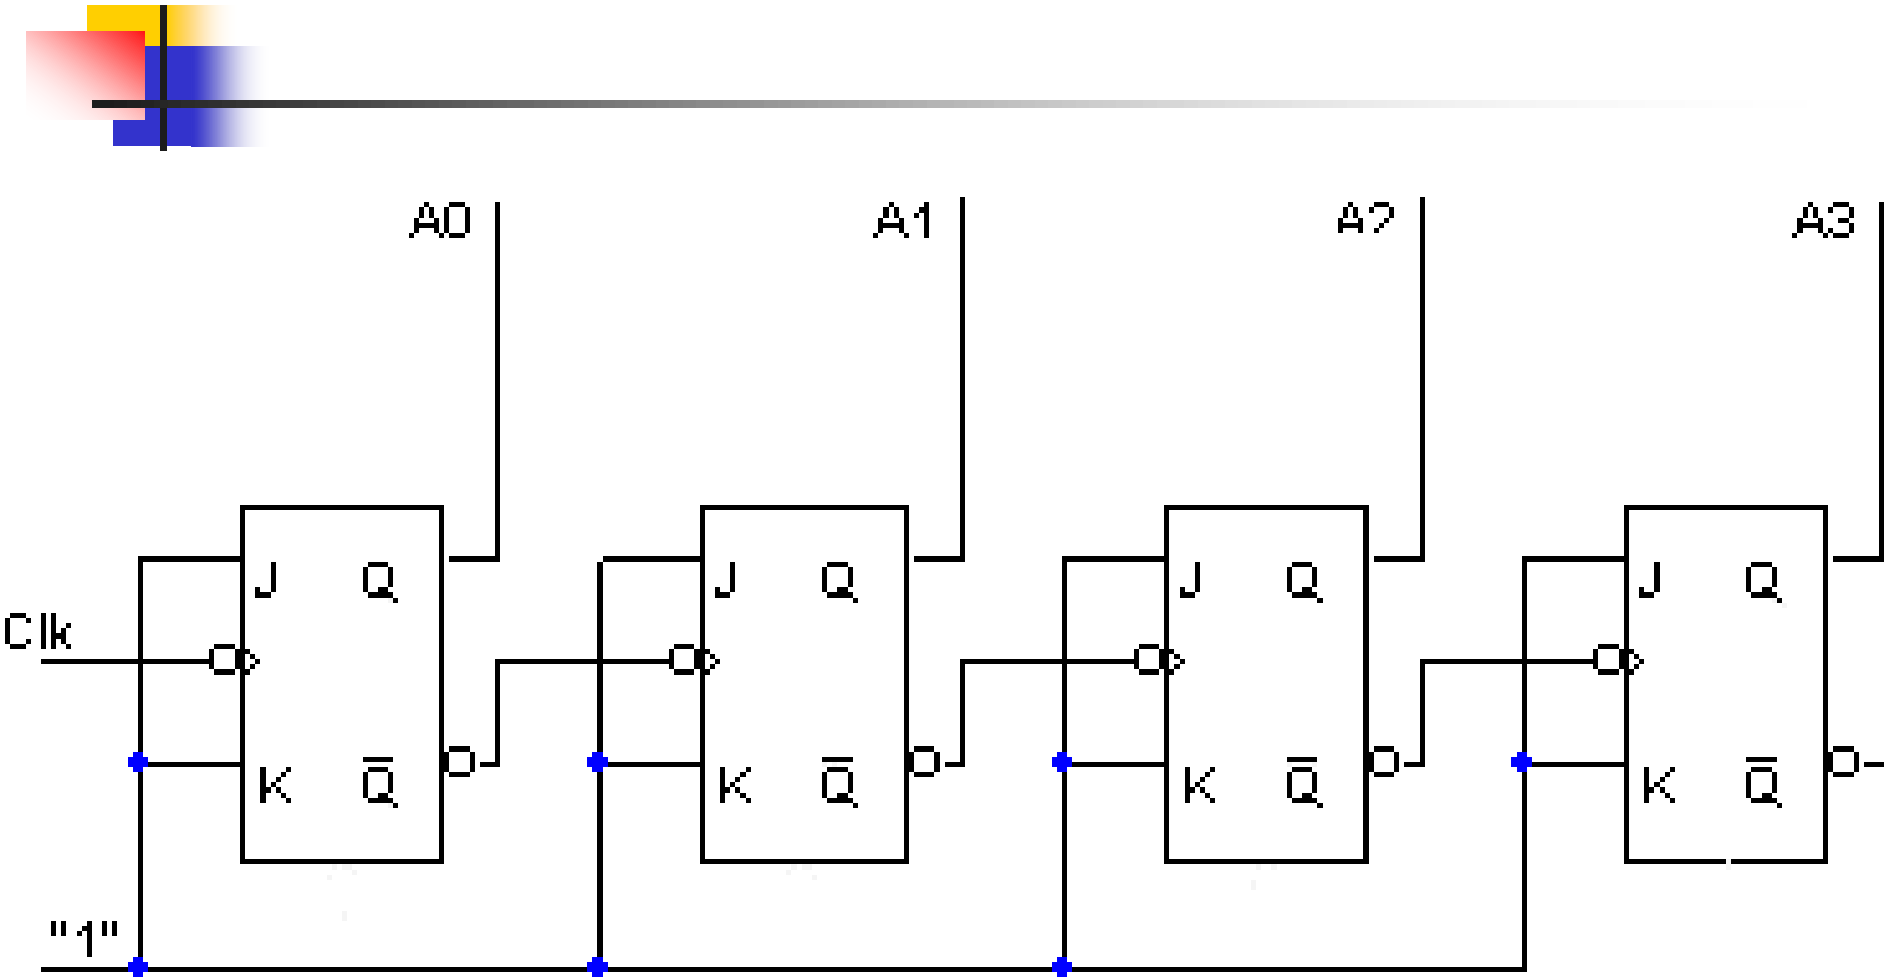 A0 A1 A2 A3
J Q J Q J Q J Q
Clk
K Q̅ K Q̅ K Q̅ K Q̅
"1"